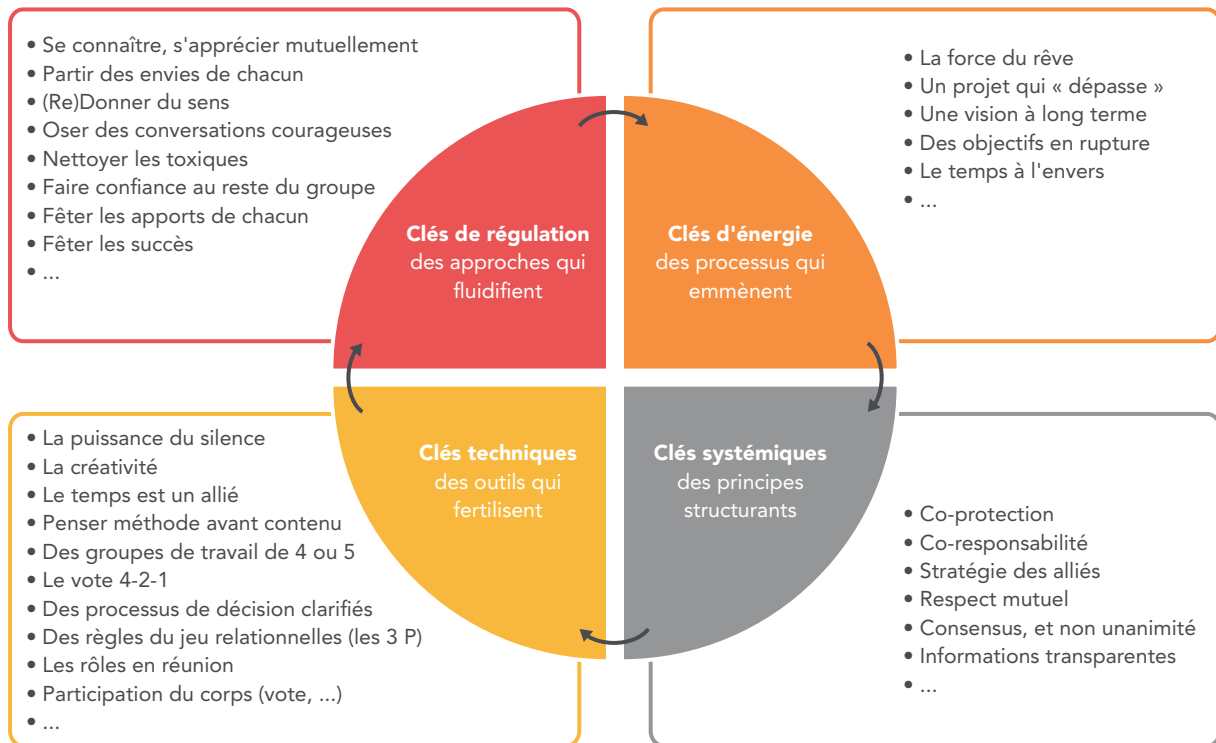 • Se connaître, s'apprécier mutuellement
• Partir des envies de chacun
• (Re)Donner du sens
• Oser des conversations courageuses
• Nettoyer les toxiques
• Faire confiance au reste du groupe
• Fêter les apports de chacun
• Fêter les succès
• ...
• La force du rêve
• Un projet qui « dépasse »
• Une vision à long terme
• Des objectifs en rupture
• Le temps à l'envers
• ...
Clés de régulation
des approches qui
fluidifient
Clés d'énergie
des processus qui
emmènent
Clés techniques
des outils qui
fertilisent
Clés systémiques
des principes
structurants
• La puissance du silence
• La créativité
• Le temps est un allié
• Penser méthode avant contenu
• Des groupes de travail de 4 ou 5
• Le vote 4-2-1
• Des processus de décision clarifiés
• Des règles du jeu relationnelles (les 3 P)
• Les rôles en réunion
• Participation du corps (vote, ...)
• ...
• Co-protection
• Co-responsabilité
• Stratégie des alliés
• Respect mutuel
• Consensus, et non unanimité
• Informations transparentes
• ...